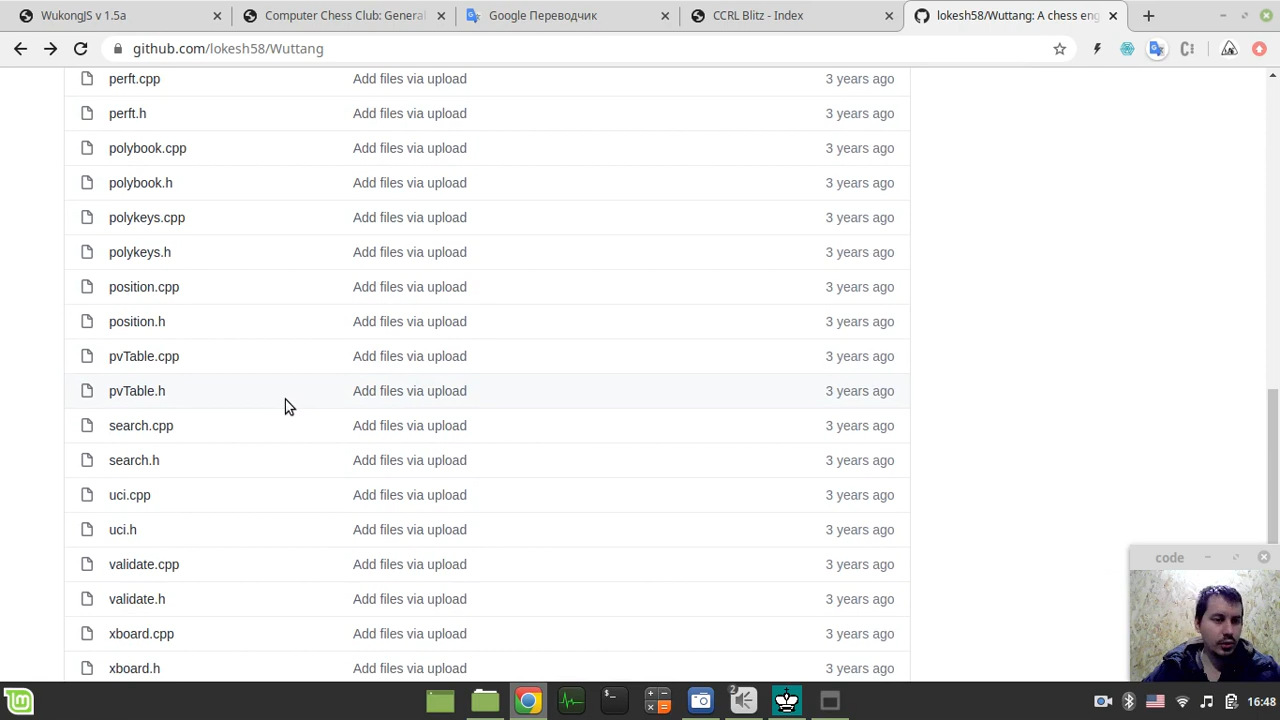 WukongJS v 1.5a
Computer Chess Club: General
Google Переводчик
CCRL Blitz - Index
lokesh58/Wuttang: A chess eng
github.com/lokesh58/Wuttang
perft.cpp Add files via upload 3 years ago
perft.h Add files via upload 3 years ago
polybook.cpp Add files via upload 3 years ago
polybook.h Add files via upload 3 years ago
polykeys.cpp Add files via upload 3 years ago
polykeys.h Add files via upload 3 years ago
position.cpp Add files via upload 3 years ago
position.h Add files via upload 3 years ago
pvTable.cpp Add files via upload 3 years ago
pvTable.h Add files via upload 3 years ago
search.cpp Add files via upload 3 years ago
search.h Add files via upload 3 years ago
uci.cpp Add files via upload 3 years ago
uci.h Add files via upload 3 years ago
validate.cpp Add files via upload 3 years ago
validate.h Add files via upload 3 years ago
xboard.cpp Add files via upload 3 years ago
xboard.h Add files via upload 3 years ago
code
2
16:48